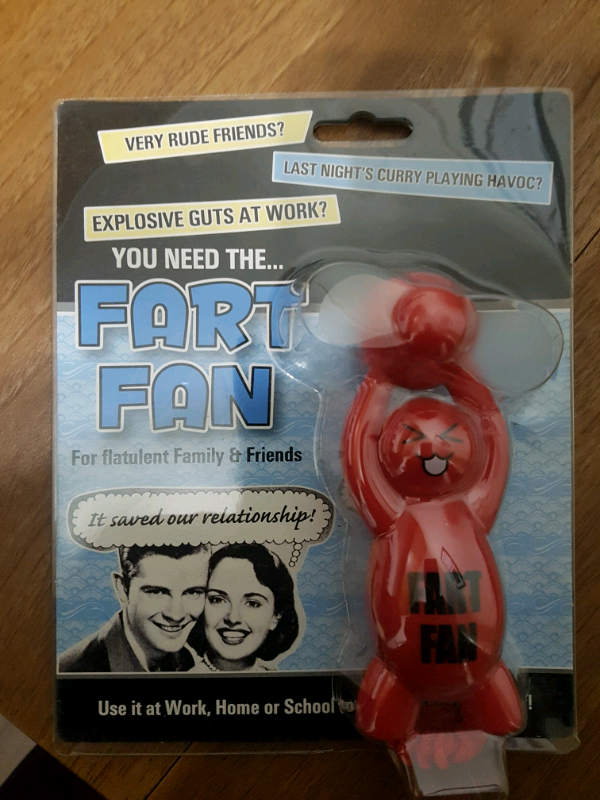 VERY RUDE FRIENDS?
LAST NIGHT'S CURRY PLAYING HAVOC?
EXPLOSIVE GUTS AT WORK?
YOU NEED THE...
FART
FAN
For flatulent Family & Friends
It saved our relationship!
FART
FAN
Use it at Work, Home or School